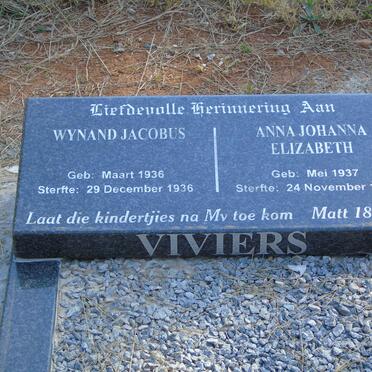 Liefdevolle Herinnering Aan
WYNAND JACOBUS
Geb: Maart 1936
Sterfte: 29 December 1936
ANNA JOHANNA
ELIZABETH
Geb: Mei 1937
Sterfte: 24 November
Laat die kindertjies na My toe kom Matt 18
VIVIERS